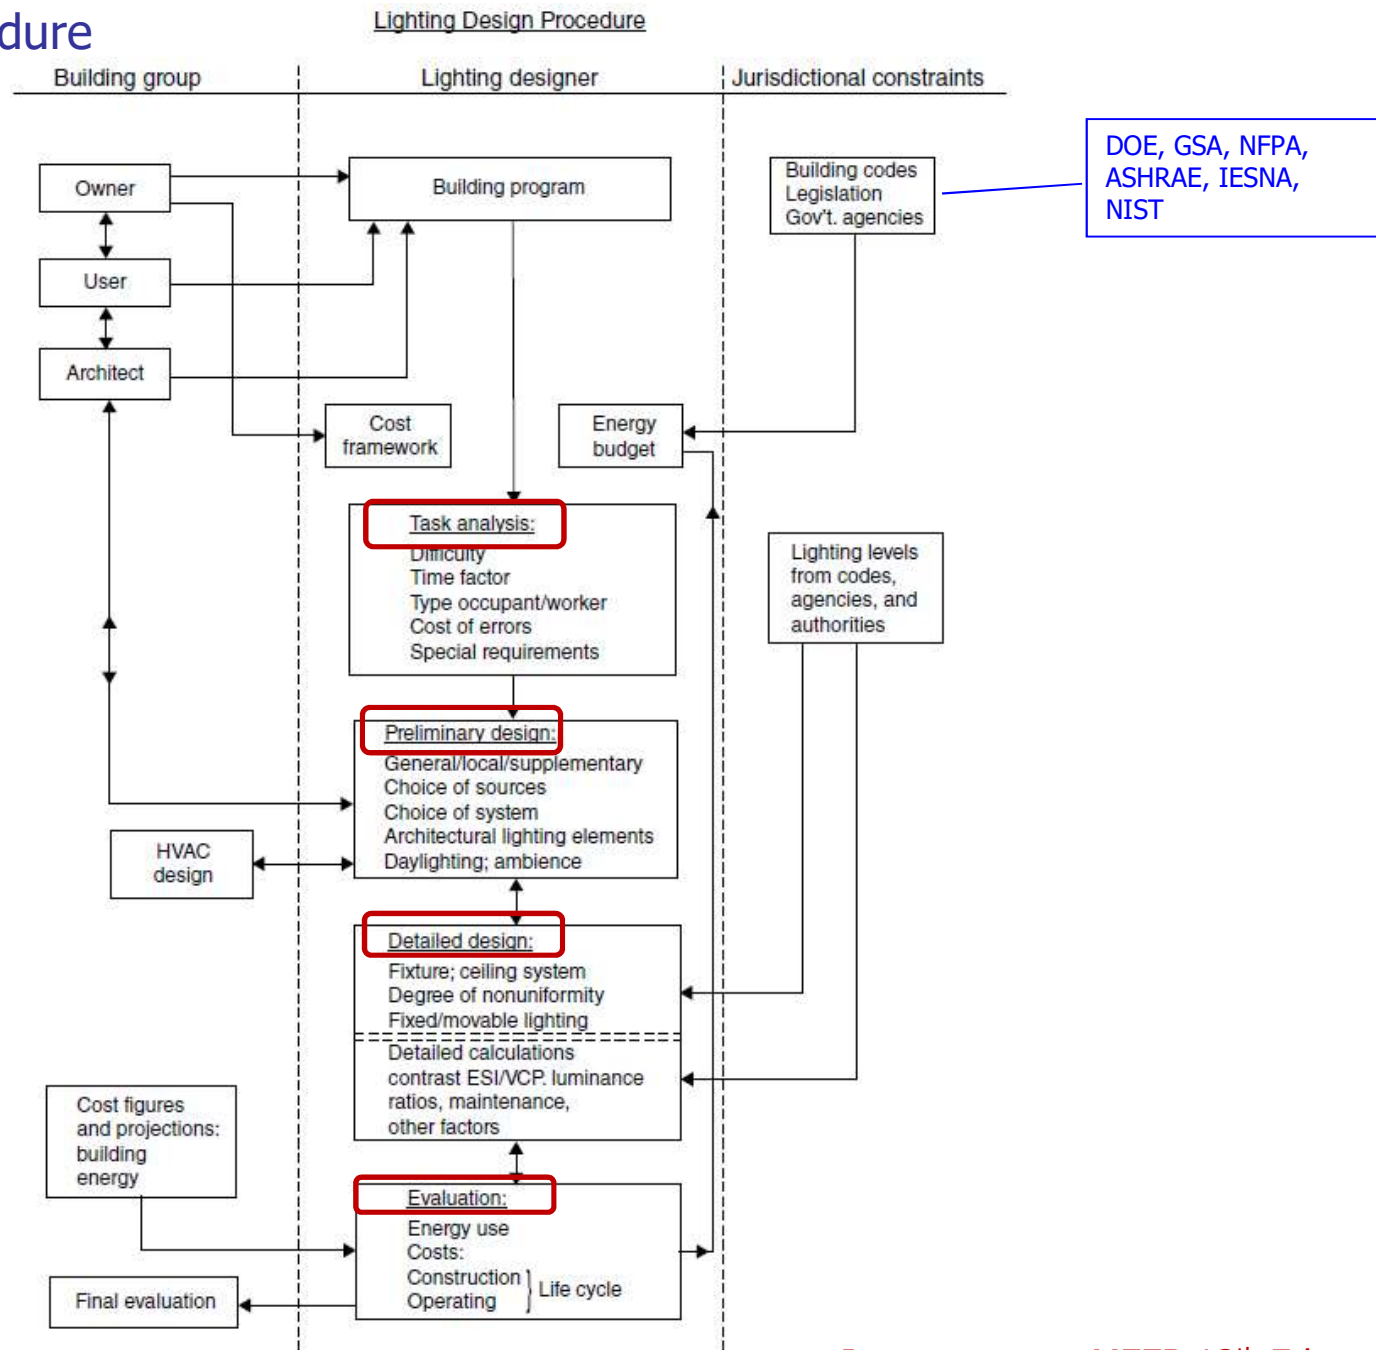 dure
Lighting Design Procedure
Building group
Lighting designer
Jurisdictional constraints
Owner
User
Architect
Building program
Building codes
Legislation
Gov't. agencies
DOE, GSA, NFPA,
ASHRAE, IESNA,
NIST
Cost
framework
Energy
budget
Task analysis:
Difficulty
Time factor
Type occupant/worker
Cost of errors
Special requirements
Lighting levels
from codes,
agencies, and
authorities
Preliminary design:
General/local/supplementary
Choice of sources
Choice of system
Architectural lighting elements
Daylighting; ambience
HVAC
design
Detailed design:
Fixture; ceiling system
Degree of nonuniformity
Fixed/movable lighting
Detailed calculations
contrast ESI/VCP. luminance
ratios, maintenance,
other factors
Cost figures
and projections:
building
energy
Evaluation:
Energy use
Costs:
Construction
Operating
} Life cycle
Final evaluation